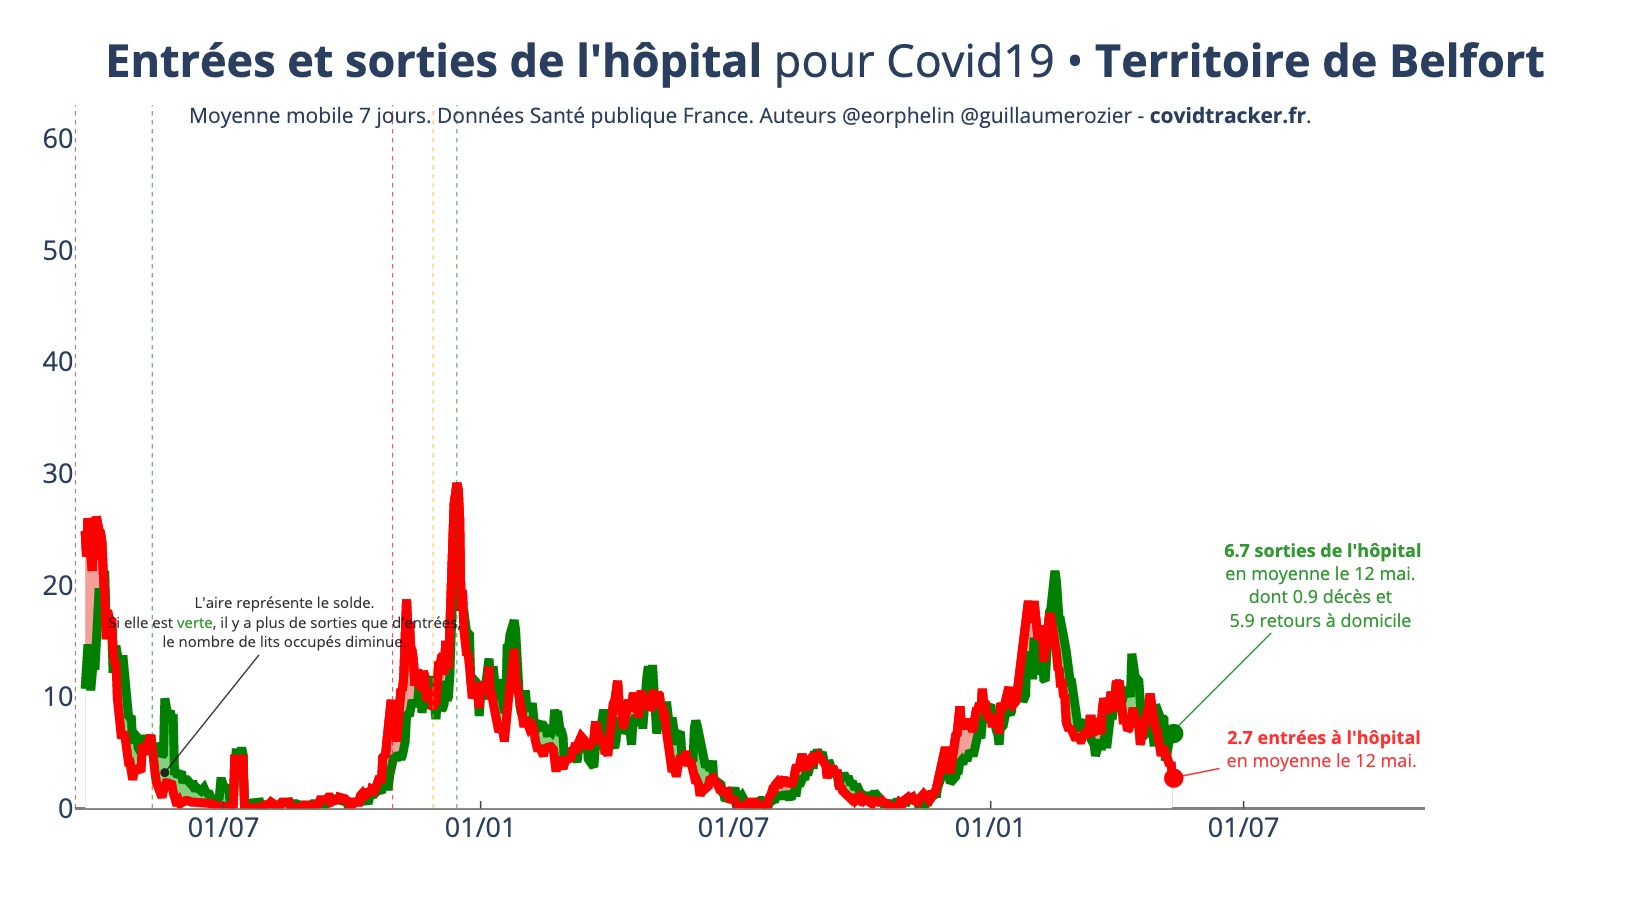 Entrées et sorties de l'hôpital pour Covid19 • Territoire de Belfort
Moyenne mobile 7 jours. Données Santé publique France. Auteurs @eorphelin @guillaumerozier - covidtracker.fr.
60
50
40
30
20
10
0
L'aire représente le solde.
Si elle est verte, il y a plus de sorties que d'entrées,
le nombre de lits occupés diminue.
6.7 sorties de l'hôpital
en moyenne le 12 mai.
dont 0.9 décès et
5.9 retours à domicile
2.7 entrées à l'hôpital
en moyenne le 12 mai.
01/07
01/01
01/07
01/01
01/07